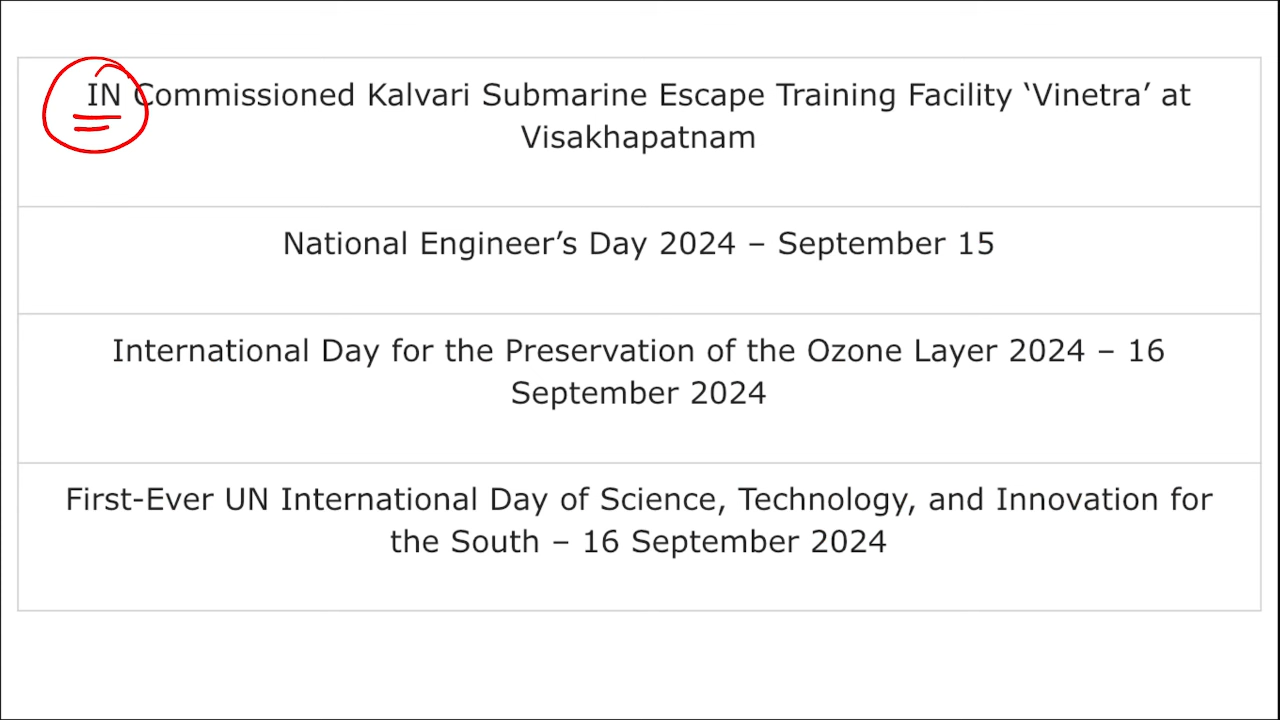 IN Commissioned Kalvari Submarine Escape Training Facility ‘Vinetra’ at
Visakhapatnam
National Engineer’s Day 2024 – September 15
International Day for the Preservation of the Ozone Layer 2024 – 16
September 2024
First-Ever UN International Day of Science, Technology, and Innovation for
the South – 16 September 2024